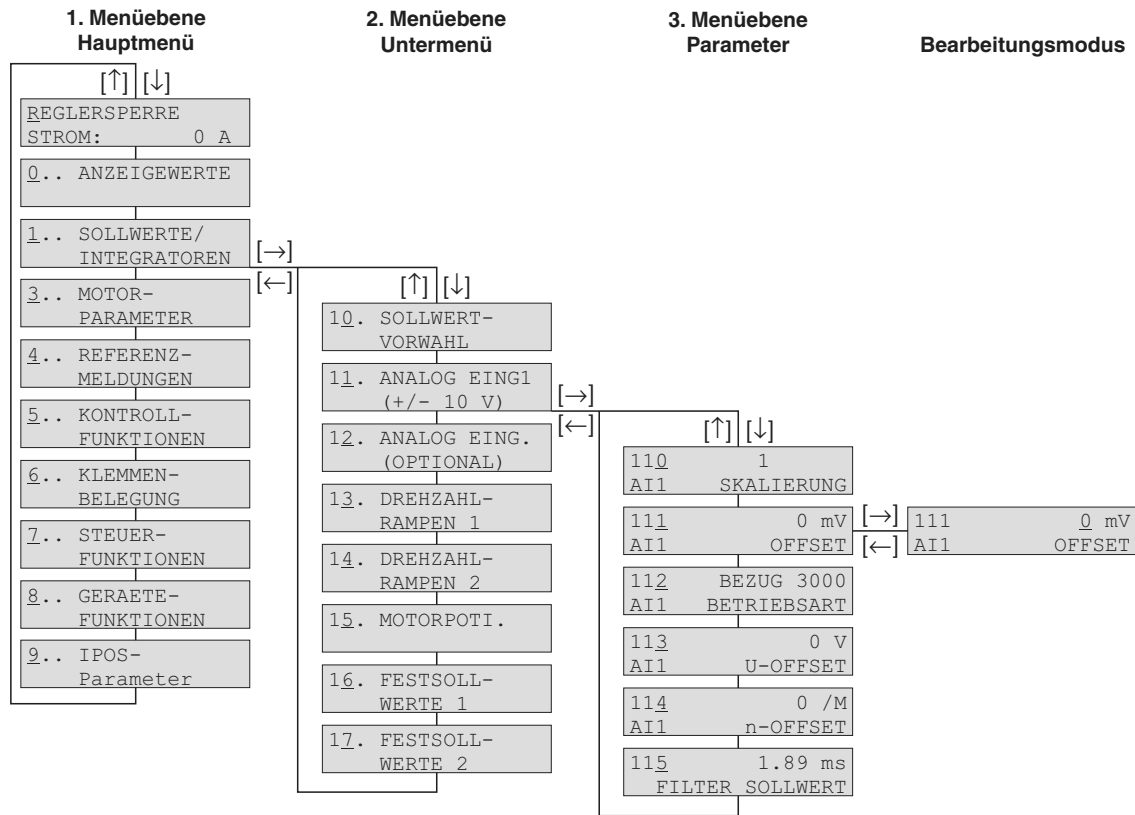 1. Menüebene
Hauptmenü
2. Menüebene
Untermenü
3. Menüebene
Parameter
Bearbeitungsmodus
[↑] [↓]
REGLERSPERRE
STROM: 0 A
0.. ANZEIGEWERTE
1.. SOLLWERTE/
INTEGRATOREN
[→]
[←]
3.. MOTOR-
PARAMETER
4.. REFERENZ-
MELDUNGEN
5.. KONTROLL-
FUNKTIONEN
6.. KLEMMEN-
BELEGUNG
7.. STEUER-
FUNKTIONEN
8.. GERAETE-
FUNKTIONEN
9.. IPOS-
Parameter
[↑] [↓]
10. SOLLWERT-
VORWAHL
11. ANALOG EING1
(+/- 10 V)
[→]
[←]
12. ANALOG EING.
(OPTIONAL)
13. DREHZAHL-
RAMPEN 1
14. DREHZAHL-
RAMPEN 2
15. MOTORPOTI.
16. FESTSOLL-
WERTE 1
17. FESTSOLL-
WERTE 2
[↑] [↓]
110 1
AI1 SKALIERUNG
111 0 mV
AI1 OFFSET
[→]
[←]
111 0 mV
AI1 OFFSET
112 BEZUG 3000
AI1 BETRIEBSART
113 0 V
AI1 U-OFFSET
114 0 /M
AI1 n-OFFSET
115 1.89 ms
FILTER SOLLWERT